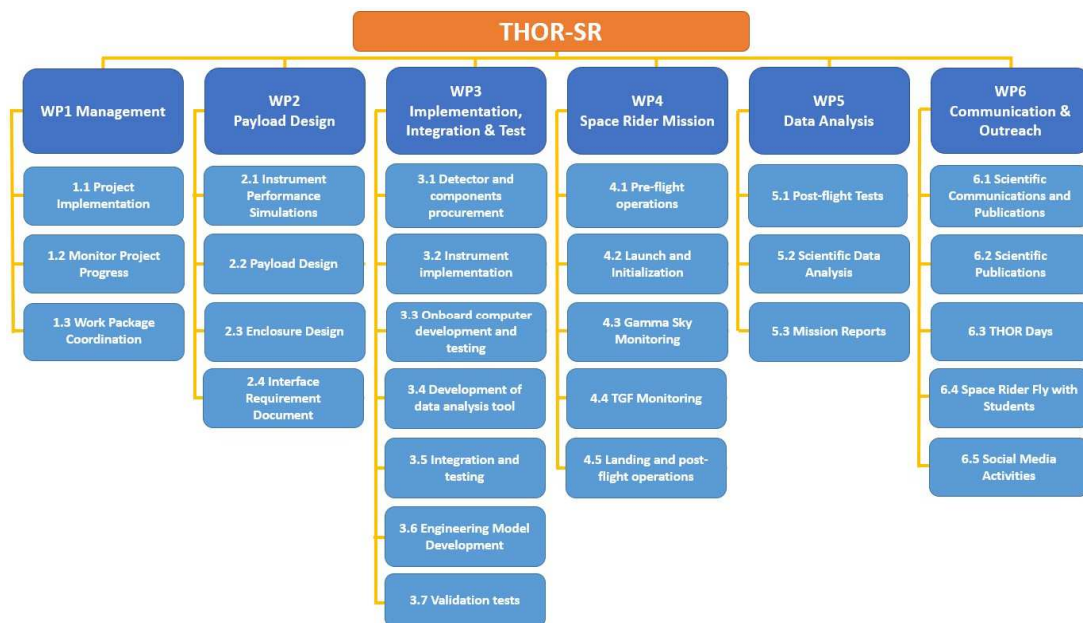 THOR-SR
WP1 Management
1.1 Project
Implementation
1.2 Monitor Project
Progress
1.3 Work Package
Coordination
WP2
Payload Design
2.1 Instrument
Performance
Simulations
2.2 Payload Design
2.3 Enclosure Design
2.4 Interface
Requirement
Document
WP3
Implementation,
Integration & Test
3.1 Detector and
components
procurement
3.2 Instrument
implementation
3.3 Onboard computer
development and
testing
3.4 Development of
data analysis tool
3.5 Integration and
testing
3.6 Engineering Model
Development
3.7 Validation tests
WP4
Space Rider Mission
4.1 Pre-flight
operations
4.2 Launch and
Initialization
4.3 Gamma Sky
Monitoring
4.4 TGF Monitoring
4.5 Landing and post-
flight operations
WP5
Data Analysis
5.1 Post-flight Tests
5.2 Scientific Data
Analysis
5.3 Mission Reports
WP6
Communication &
Outreach
6.1 Scientific
Communications and
Publications
6.2 Scientific
Publications
6.3 THOR Days
6.4 Space Rider Fly with
Students
6.5 Social Media
Activities